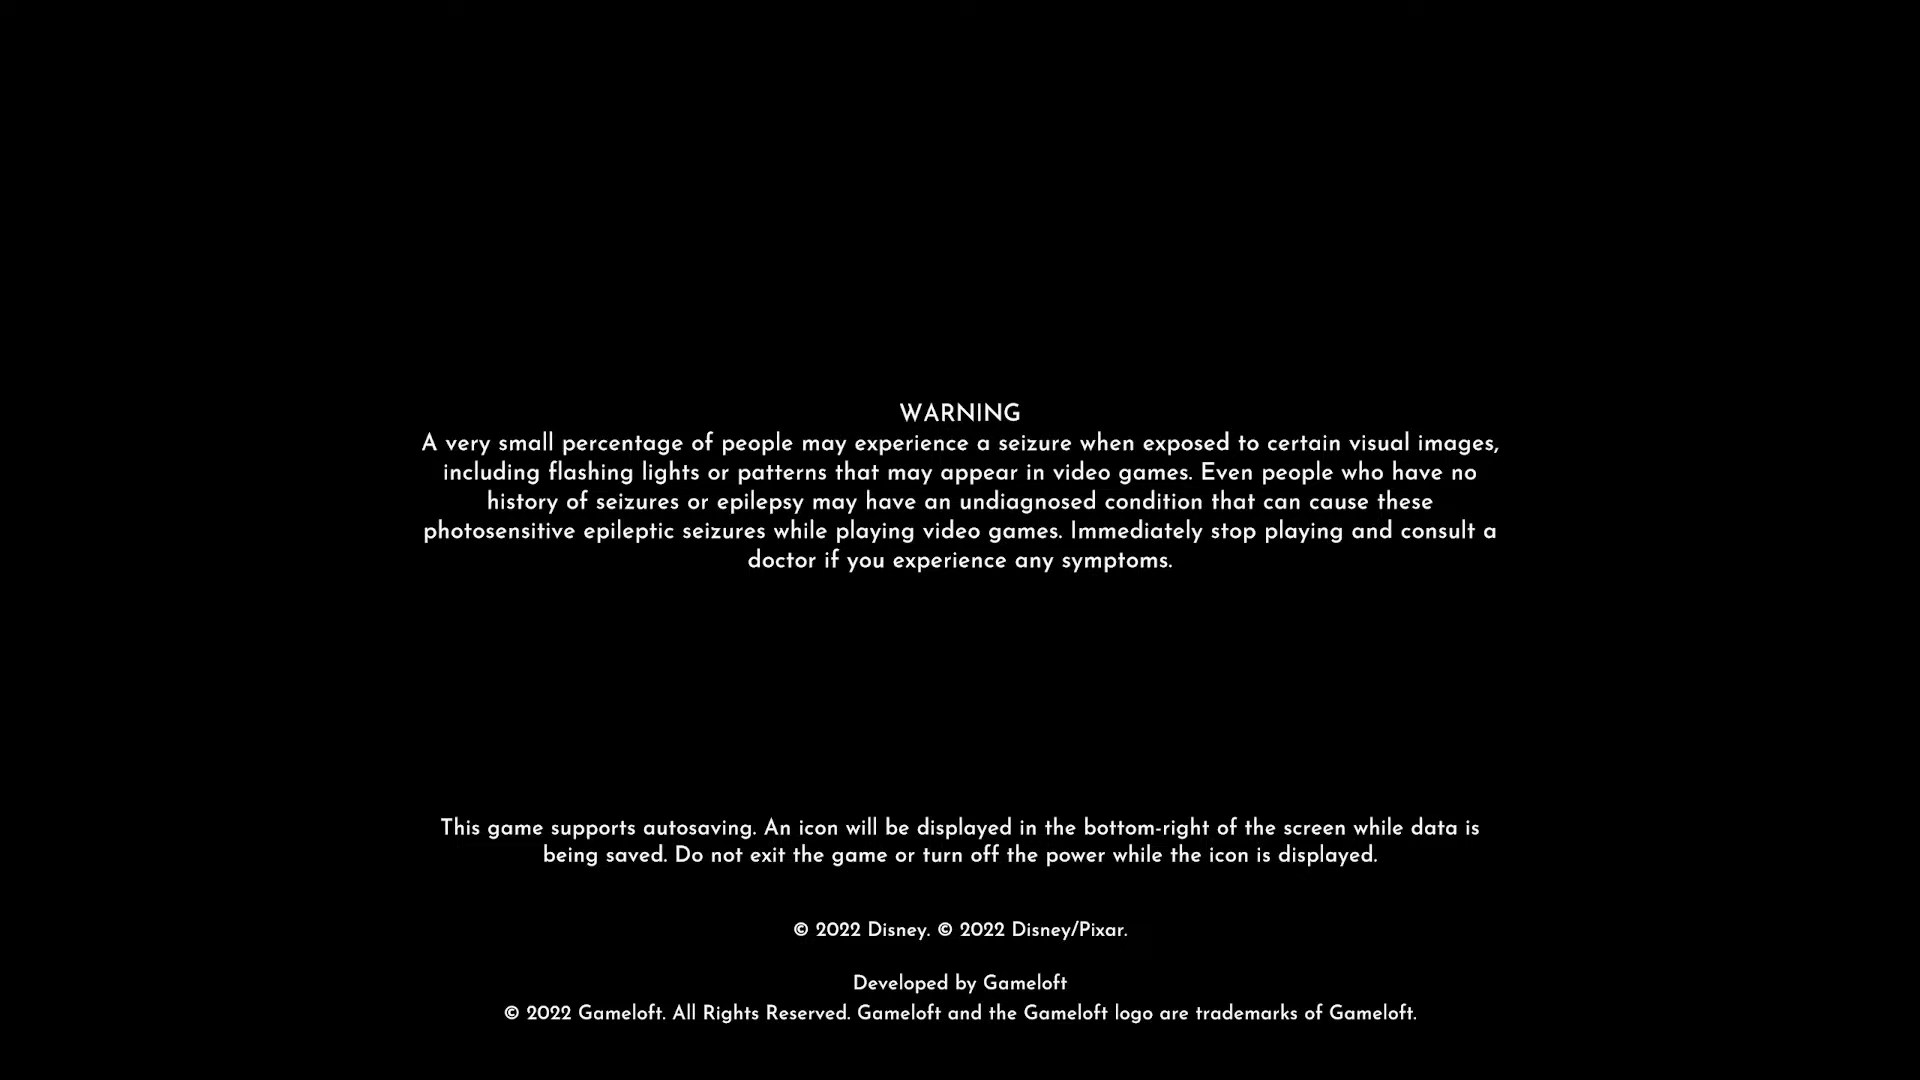 WARNING
A very small percentage of people may experience a seizure when exposed to certain visual images,
including flashing lights or patterns that may appear in video games. Even people who have no
history of seizures or epilepsy may have an undiagnosed condition that can cause these
photosensitive epileptic seizures while playing video games. Immediately stop playing and consult a
doctor if you experience any symptoms.
This game supports autosaving. An icon will be displayed in the bottom-right of the screen while data is
being saved. Do not exit the game or turn off the power while the icon is displayed.
© 2022 Disney. © 2022 Disney/Pixar.
Developed by Gameloft
© 2022 Gameloft. All Rights Reserved. Gameloft and the Gameloft logo are trademarks of Gameloft.